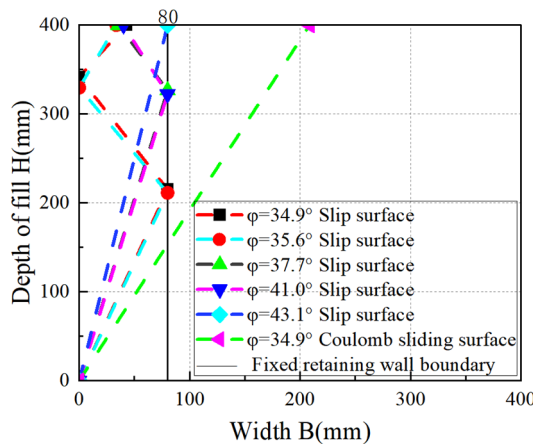 80
400
300
200
100
0
Depth of fill H(mm)
φ=34.9° Slip surface
φ=35.6° Slip surface
φ=37.7° Slip surface
φ=41.0° Slip surface
φ=43.1° Slip surface
φ=34.9° Coulomb sliding surface
Fixed retaining wall boundary
0 100 200 300 400
Width B(mm)